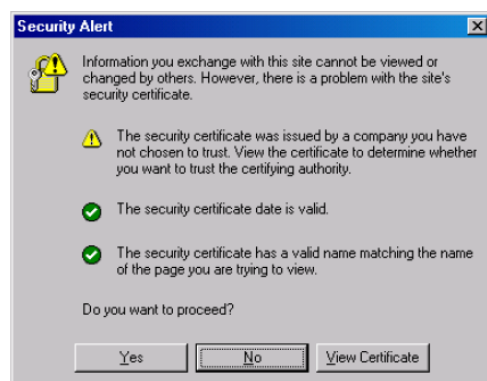 Security Alert
Information you exchange with this site cannot be viewed or
changed by others. However, there is a problem with the site's
security certificate.
The security certificate was issued by a company you have
not chosen to trust. View the certificate to determine whether
you want to trust the certifying authority.
The security certificate date is valid.
The security certificate has a valid name matching the name
of the page you are trying to view.
Do you want to proceed?
Yes No View Certificate